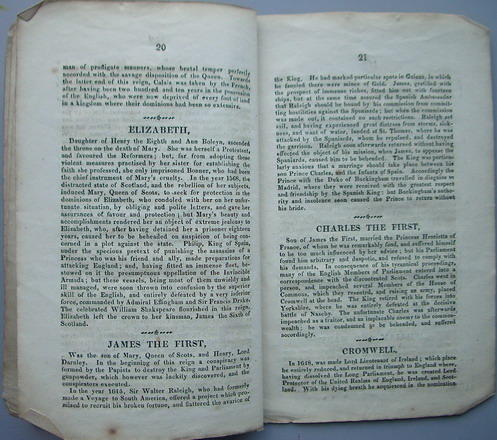 20
man of profligate manners, whose brutal temper perfectly
accorded with the savage disposition of the Queen. Towards
the latter end of this reign, Calais was taken by the French,
after having been two hundred and ten years in the possession
of the English, who were now deprived of every foot of land
in a kingdom where their dominions had been so extensive.
ELIZABETH,
Daughter of Henry the Eighth and Ann Boleyn, ascended
the throne on the death of Mary. She was herself a Protestant,
and favoured the Reformers; but, far from adopting those
violent measures practised by her sister for establishing the
faith she professed, she only imprisoned Bonner, who had been
the chief instrument of Mary's cruelty. In the year 1568, the
distracted state of Scotland, and the rebellion of her subjects,
induced Mary, Queen of Scots, to seek for protection in the
dominions of Elizabeth, who condoled with her on her unfor-
tunate situation, by obliging and polite letters, and gave her
assurances of favour and protection; but Mary's beauty and
accomplishments rendered her an object of extreme jealousy to
Elizabeth, who, after having detained her a prisoner eighteen
years, caused her to be beheaded on suspicion of being con-
cerned in a plot against the state. Philip, King of Spain,
under the specious pretext of punishing the assassin of a
Princess who was his friend and ally, made preparations for
attacking England; and, having fitted an immense fleet, be-
stowed on it the presumptuous appellation of the Invincible
Armada; but these vessels, being most of them unwieldy and
ill managed, were soon thrown into confusion by the superior
skill of the English, and entirely defeated by a very inferior
force, commanded by Admiral Effingham and Sir Francis Drake.
The celebrated William Shakspeare flourished in this reign.
Elizabeth left the crown to her kinsman, James the Sixth of
Scotland.
JAMES THE FIRST,
Was the son of Mary, Queen of Scots, and Henry, Lord
Darnley. In the beginning of this reign a conspiracy was
formed by the Papists to destroy the King and Parliament by
gunpowder, which however was luckily discovered, and the
conspirators executed.
In the year 1615, Sir Walter Raleigh, who had formerly
made a Voyage to South America, offered a project which pro-
mised to recruit his broken fortune, and flattered the avarice of
21
the King. He had marked particular spots in Guiana, in which
he fancied there were mines of Gold. James, gratified with
the prospect of immense riches, fitted him out with fourteen
ships, but at the same time assured the Spanish Ambassador
that Raleigh should be bound by his commission from commit-
ting hostilities against the Spaniards; but when the commission
was made out, it contained no such restrictions. Raleigh set
sail, and having experienced great distress from storms, sick-
ness, and want of water, landed at St. Thomas, where he was
attacked by the Spaniards, whom he repulsed, and destroyed
the garrison. Raleigh soon afterwards returned without having
effected the object of his mission, when James, to appease the
Spaniards, caused him to be beheaded. The King was particu-
larly anxious that a marriage should take place between his
son Prince Charles, and the Infanta of Spain. Accordingly the
Prince with the Duke of Buckingham travelled in disguise to
Madrid, where they were received with the greatest respect
and friendship by the Spanish King; but Buckingham's author-
ity and insolence soon caused the Prince to return without
his bride.
CHARLES THE FIRST,
Son of James the First, married the Princess Henrietta of
France, of whom he was remarkably fond, and suffered himself
to be too much influenced by her advice; but his Parliament
found him arbitrary and despotic, and refused to comply with
his demands. In consequence of his tyrannical proceedings,
many of the English Members of Parliament entered into a
correspondence with the discontented Scots. Charles went in
person, and impeached several Members of the House of
Commons, which they resented, and raising an army, placed
Cromwell at the head. The King retired with his forces into
Yorkshire, where he was entirely defeated at the decisive
battle of Naseby. The unfortunate Charles was afterwards
impeached as a traitor, and an implacable enemy to the common-
wealth; he was condemned to be beheaded, and suffered
accordingly.
CROMWELL,
In 1649, was made Lord Lieutenant of Ireland; which place
he entirely reduced, and returned in triumph to England where,
having dissolved the Long Parliament, he was created Lord
Protector of the United Realms of England, Ireland, and Scot-
land. With his dying breath he acquiesced in the nomination